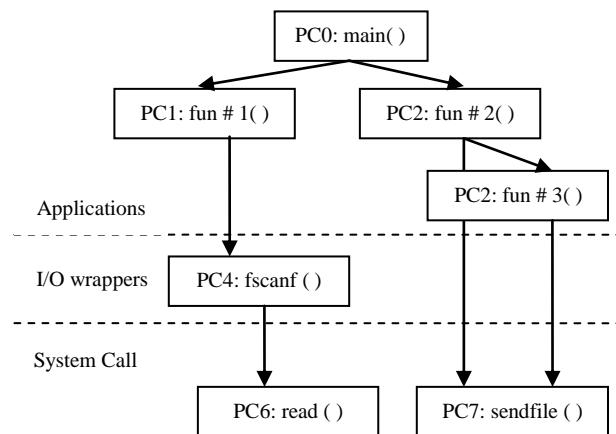 PC0: main( )
PC1: fun # 1( )
PC2: fun # 2( )
PC2: fun # 3( )
Applications
I/O wrappers
PC4: fscanf ( )
System Call
PC6: read ( )
PC7: sendfile ( )